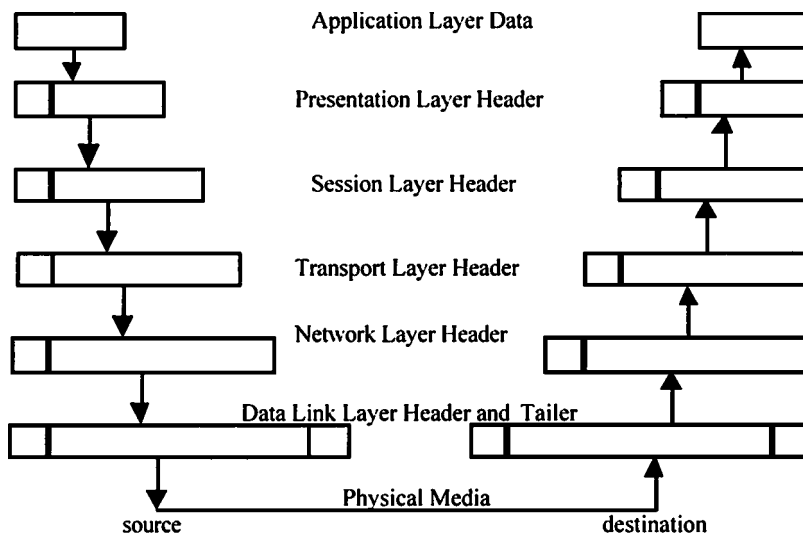 Application Layer Data
Presentation Layer Header
Session Layer Header
Transport Layer Header
Network Layer Header
Data Link Layer Header and Tailer
Physical Media
source
destination